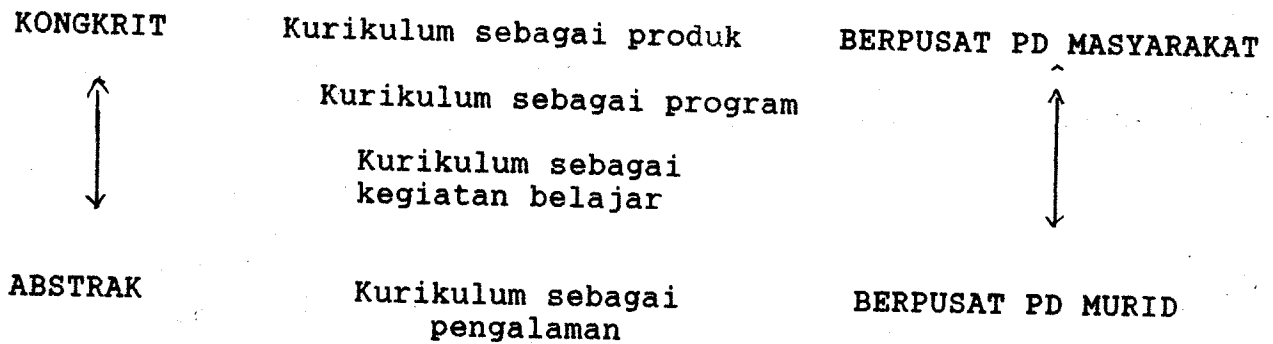 KONGKRIT Kurikulum sebagai produk BERPUSAT PD MASYARAKAT
Kurikulum sebagai program
Kurikulum sebagai
kegiatan belajar
ABSTRAK Kurikulum sebagai BERPUSAT PD MURID
pengalaman